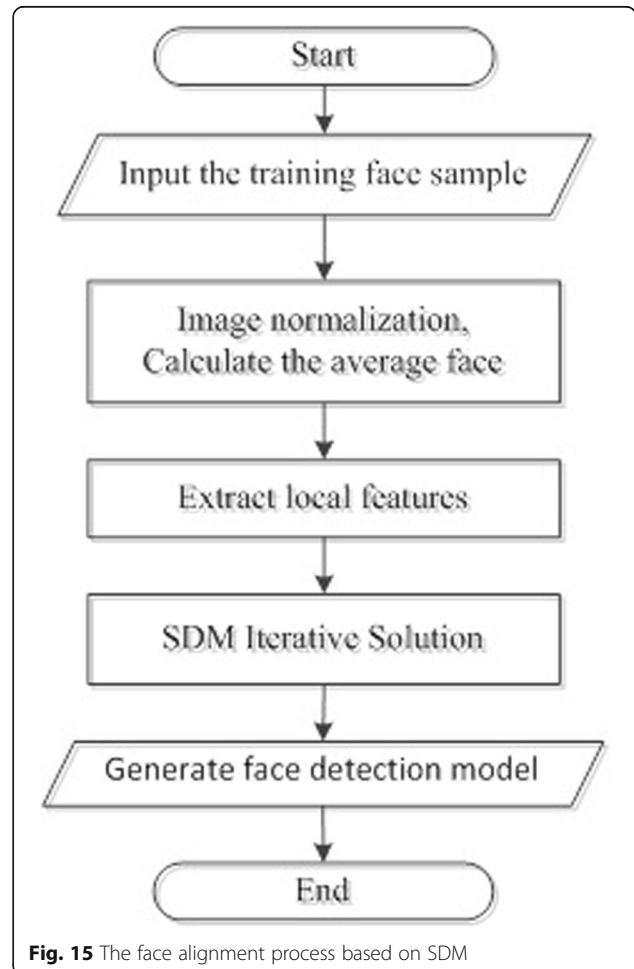 Start
Input the training face sample
Image normalization,
Calculate the average face
Extract local features
SDM Iterative Solution
Generate face detection model
End
Fig. 15 The face alignment process based on SDM